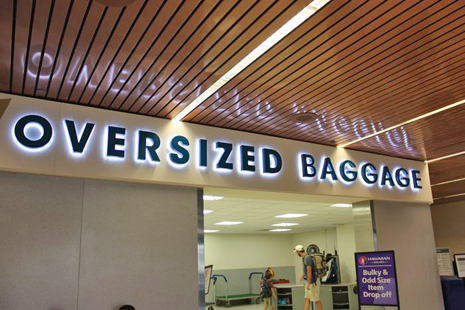 OVERSIZED BAGGAGE
HAWAIIAN
Bulky &
Odd Size
Item
Drop off